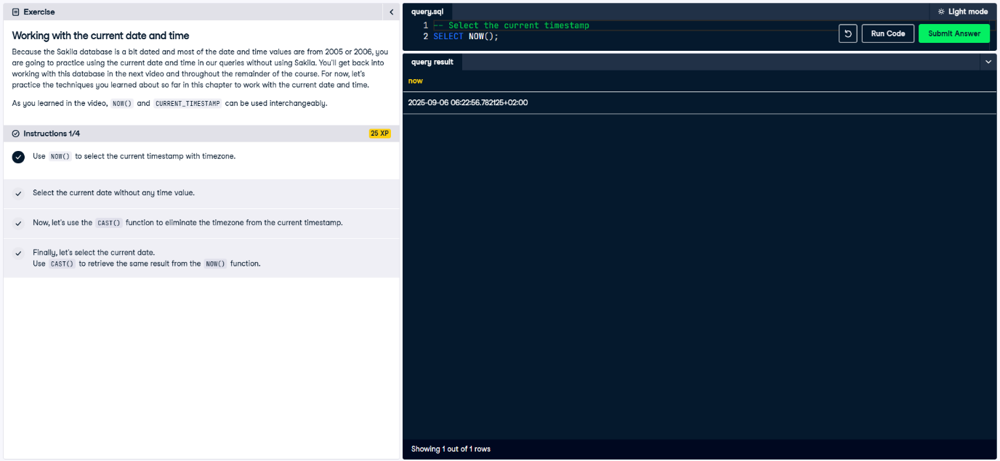 Exercise
Working with the current date and time
Because the Sakila database is a bit dated and most of the date and time values are from 2005 or 2006, you
are going to practice using the current date and time in our queries without using Sakila. You'll get back into
working with this database in the next video and throughout the remainder of the course. For now, let's
practice the techniques you learned about so far in this chapter to work with the current date and time.
As you learned in the video, NOW() and CURRENT_TIMESTAMP can be used interchangeably.
Instructions 1/4
25 XP
Use NOW() to select the current timestamp with timezone.
Select the current date without any time value.
Now, let's use the CAST() function to eliminate the timezone from the current timestamp.
Finally, let's select the current date.
Use CAST() to retrieve the same result from the NOW() function.
query.sql
Light mode
1 -- Select the current timestamp
2 SELECT NOW();
Run Code
Submit Answer
query result
now
2025-09-06 06:22:56.782125+02:00
Showing 1 out of 1 rows